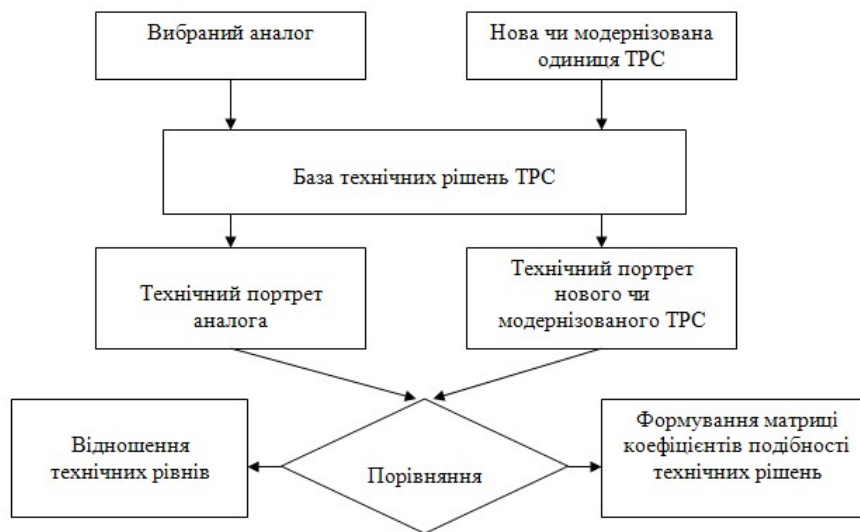 Вибраний аналог
Нова чи модернізована
одиниця ТРС
База технічних рішень ТРС
Технічний портрет
аналога
Технічний портрет
нового чи
модернізованого ТРС
Відношення
технічних рівнів
Порівняння
Формування матриці
коефіцієнтів подібності
технічних рішень